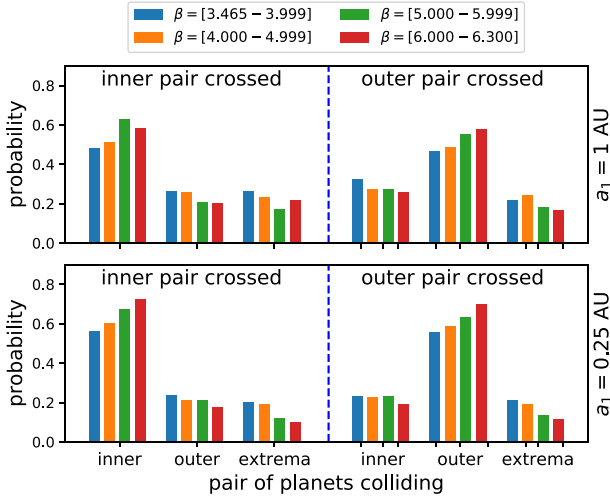 β = [3.465 − 3.999] β = [5.000 − 5.999]
β = [4.000 − 4.999] β = [6.000 − 6.300]
inner pair crossed outer pair crossed
0.8
0.6
0.4
0.2
0.0
probability
a₁ = 1 AU
inner pair crossed outer pair crossed
0.8
0.6
0.4
0.2
0.0
probability
a₁ = 0.25 AU
inner outer extrema inner outer extrema
pair of planets colliding